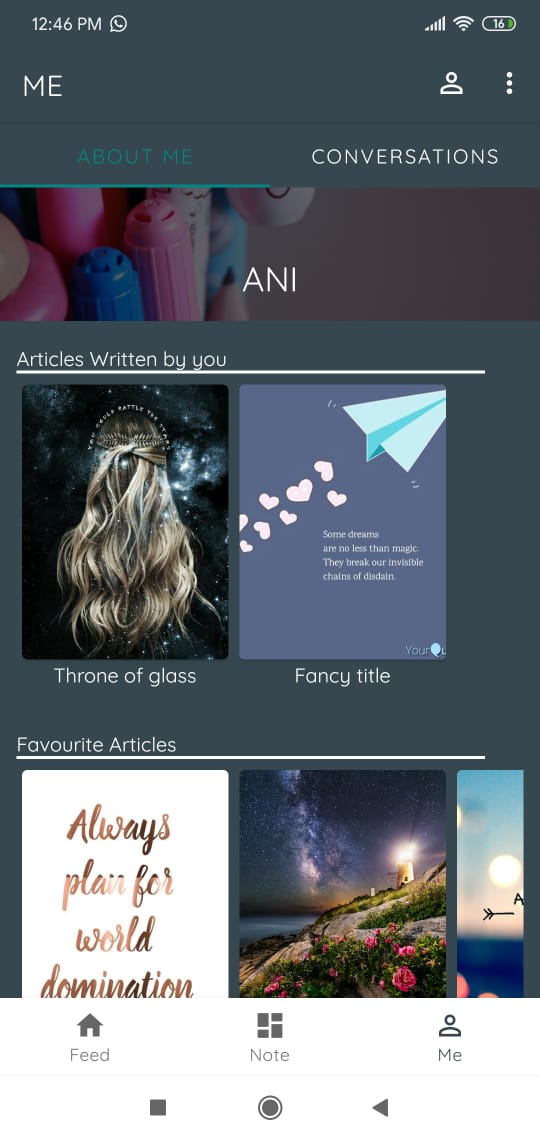 12:46 PM
16
ME
ABOUT ME
CONVERSATIONS
ANI
Articles Written by you
YOU COULD RATTLE THE STARS
Some dreams
are no less than magic.
They break our invisible
chains of disdain.
YourQu
Throne of glass
Fancy title
Favourite Articles
Always
plan for
world
domination
A
Feed
Note
Me